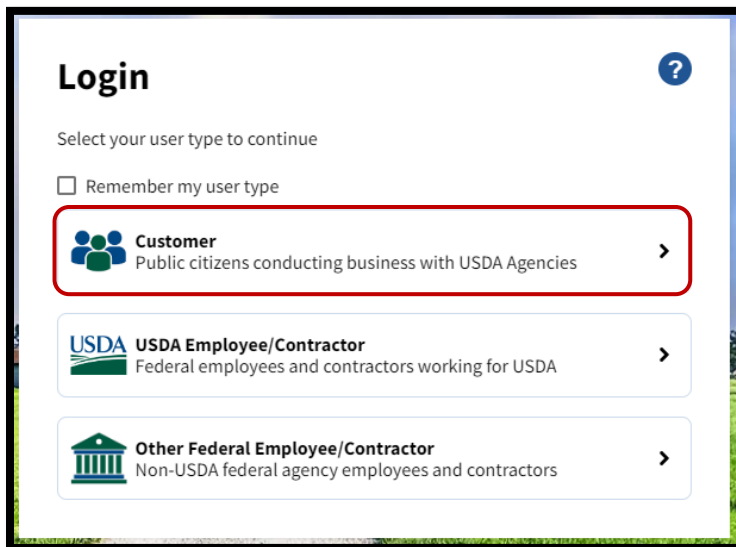 Login
?
Select your user type to continue
Remember my user type
Customer
Public citizens conducting business with USDA Agencies
USDA
USDA Employee/Contractor
Federal employees and contractors working for USDA
Other Federal Employee/Contractor
Non-USDA federal agency employees and contractors